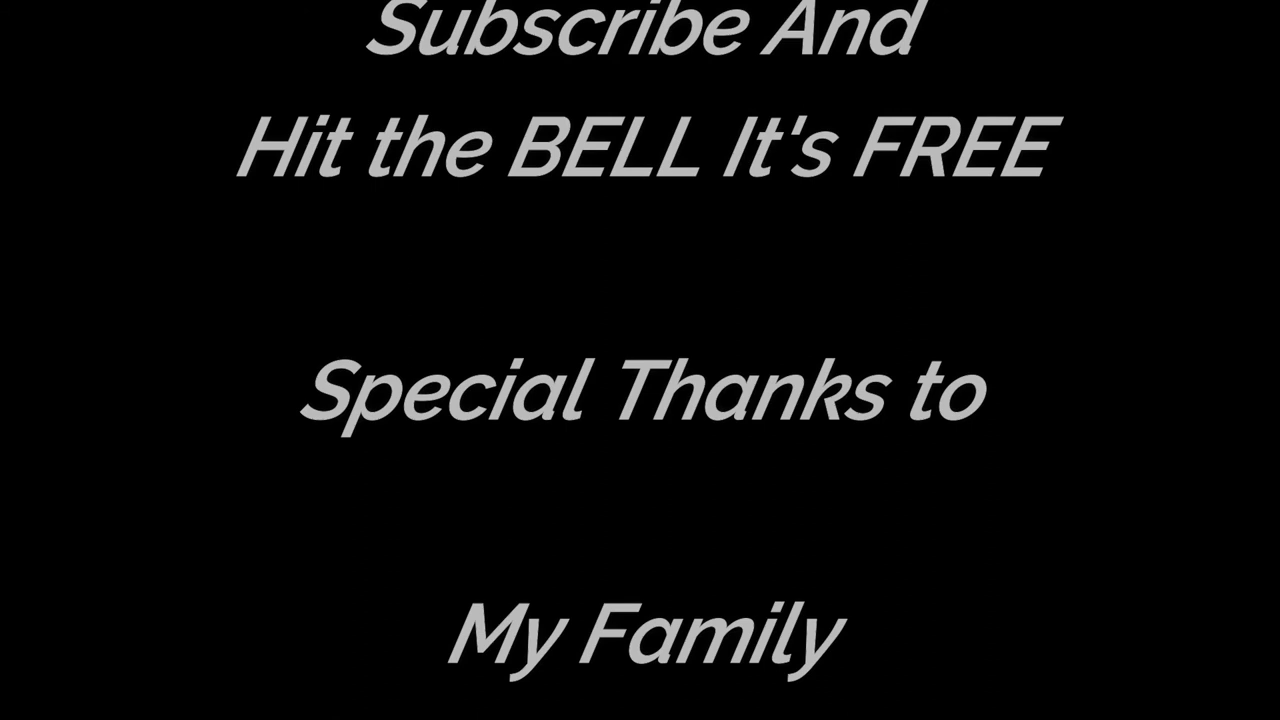 Subscribe And
Hit the BELL It's FREE
Special Thanks to
My Family